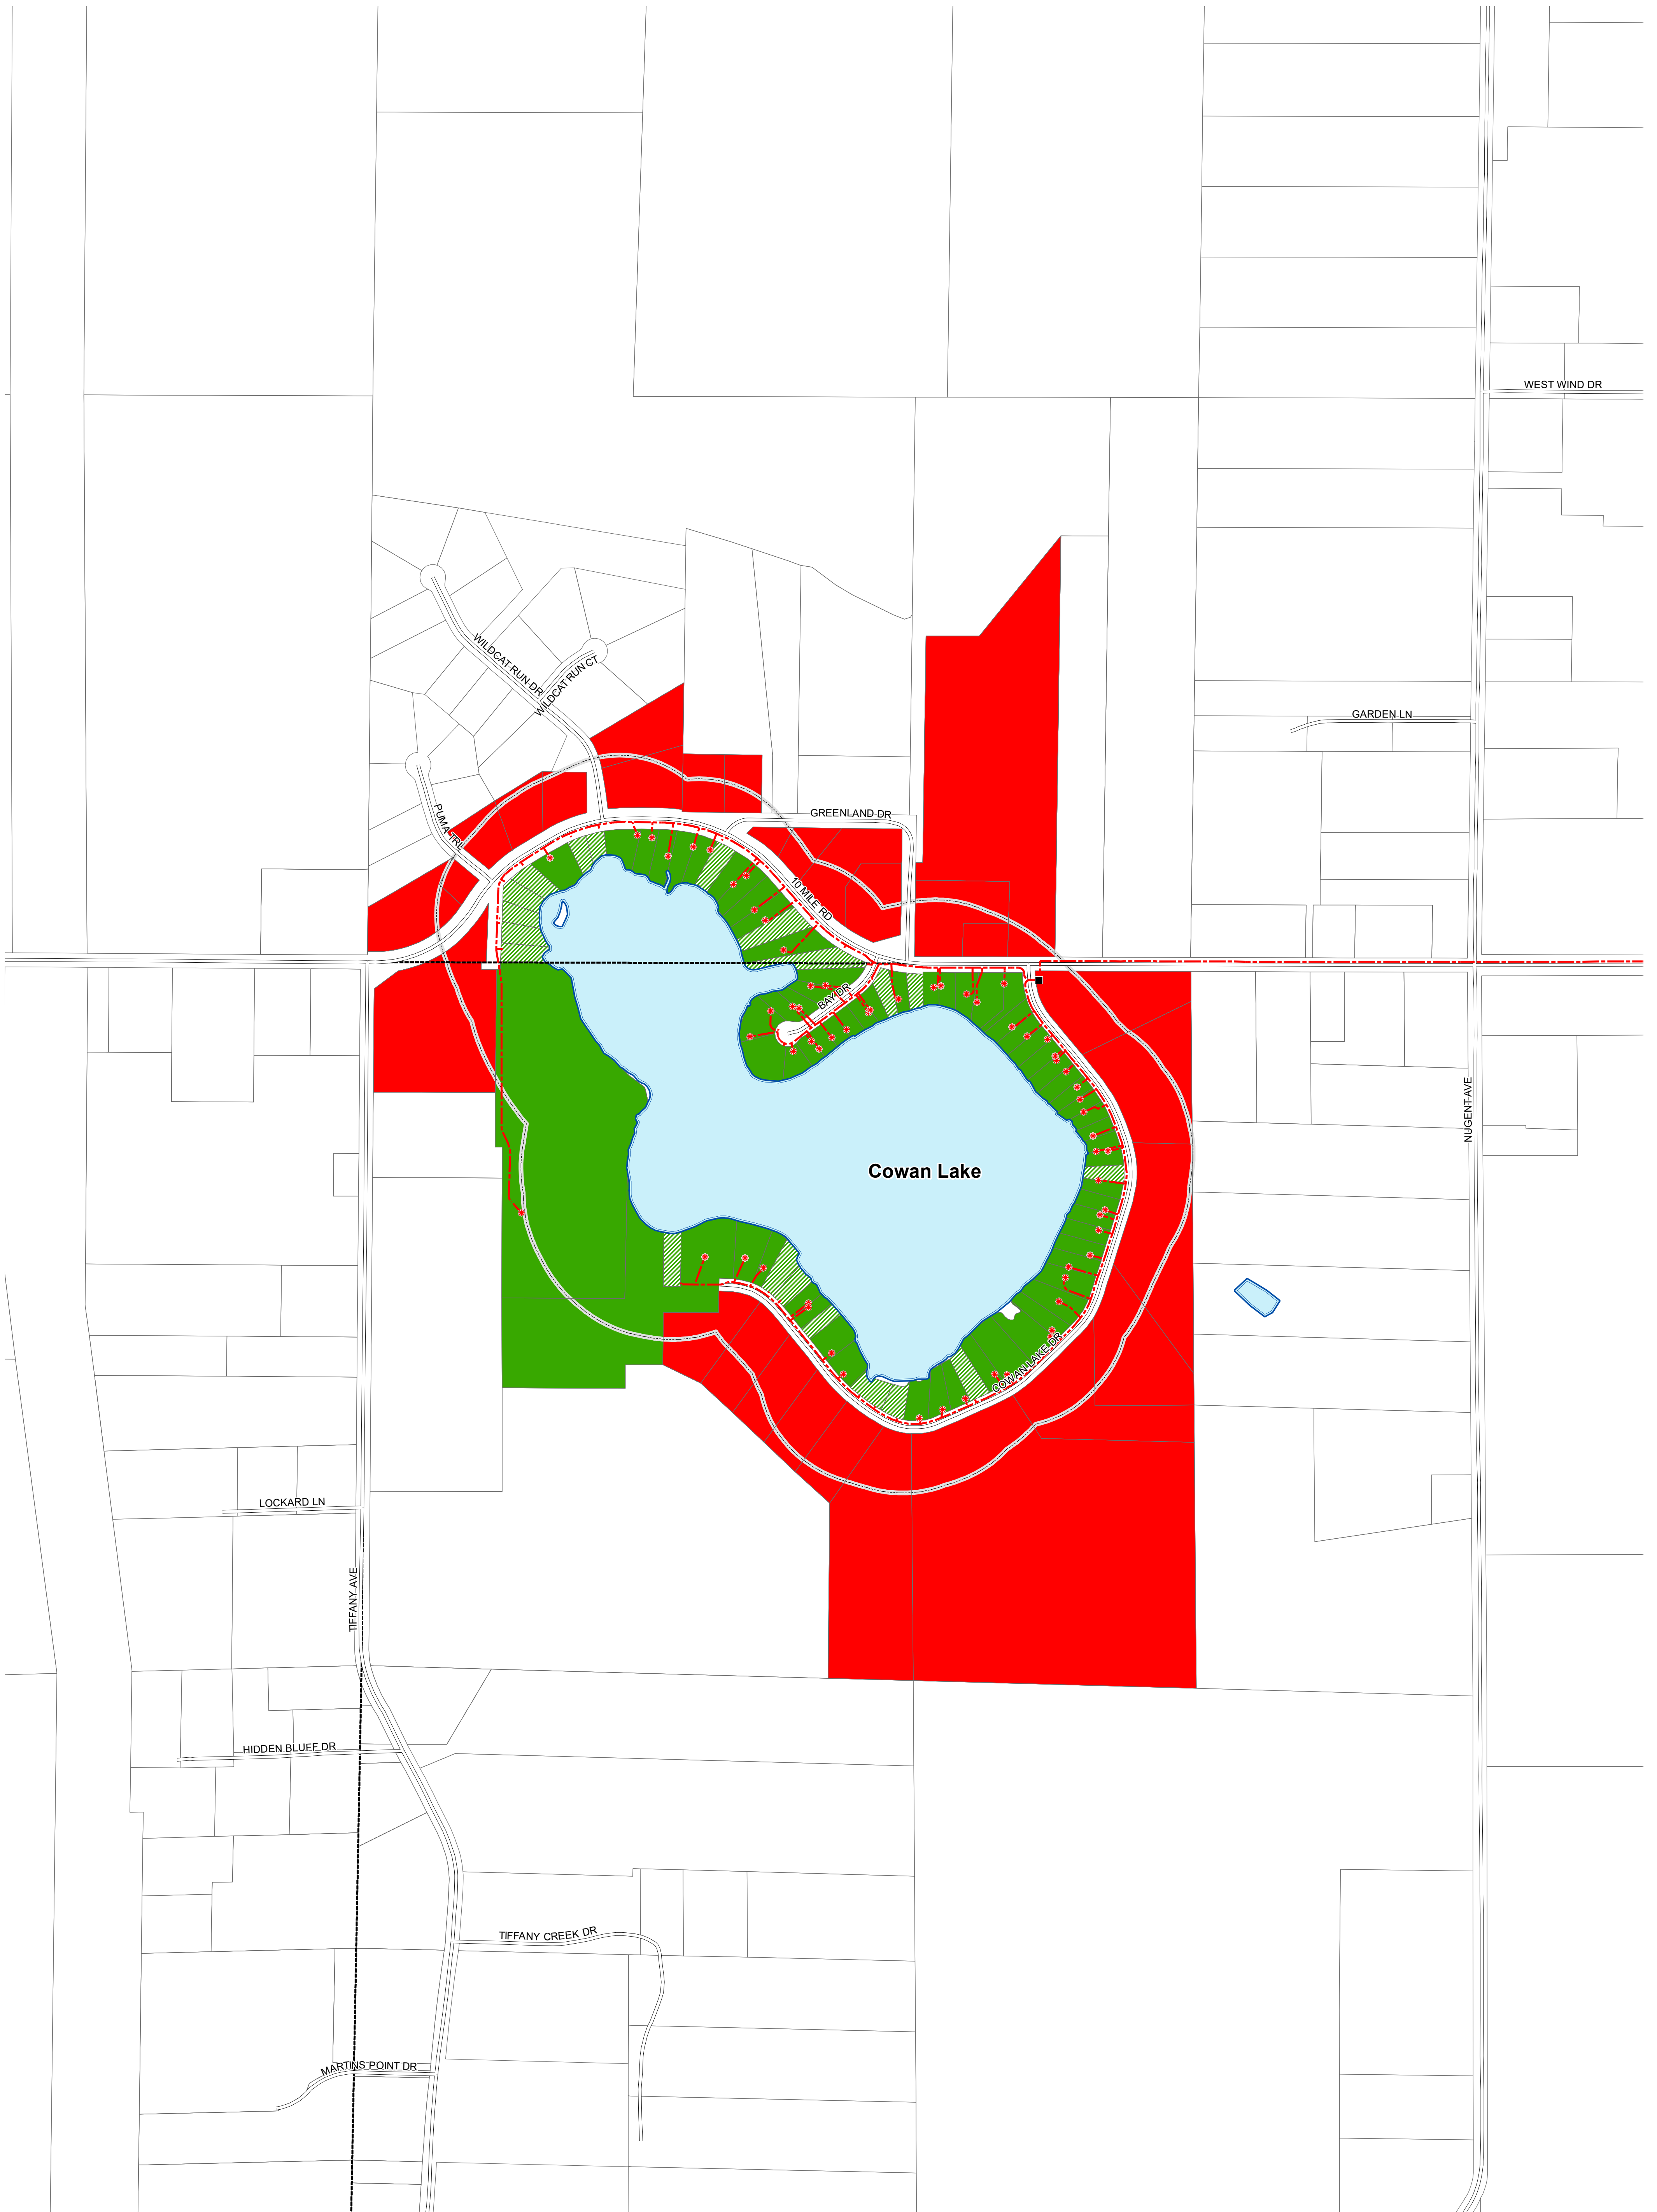 WEST WIND DR
WILDCAT RUN DR
WILDCAT RUN CT
GARDEN LN
PUMA TRL
GREENLAND DR
10 MILE RD
BAY DR
NUGENT AVE
Cowan Lake
COWAN LAKE DR
LOCKARD LN
TIFFANY AVE
HIDDEN BLUFF DR
TIFFANY CREEK DR
MARTINS POINT DR